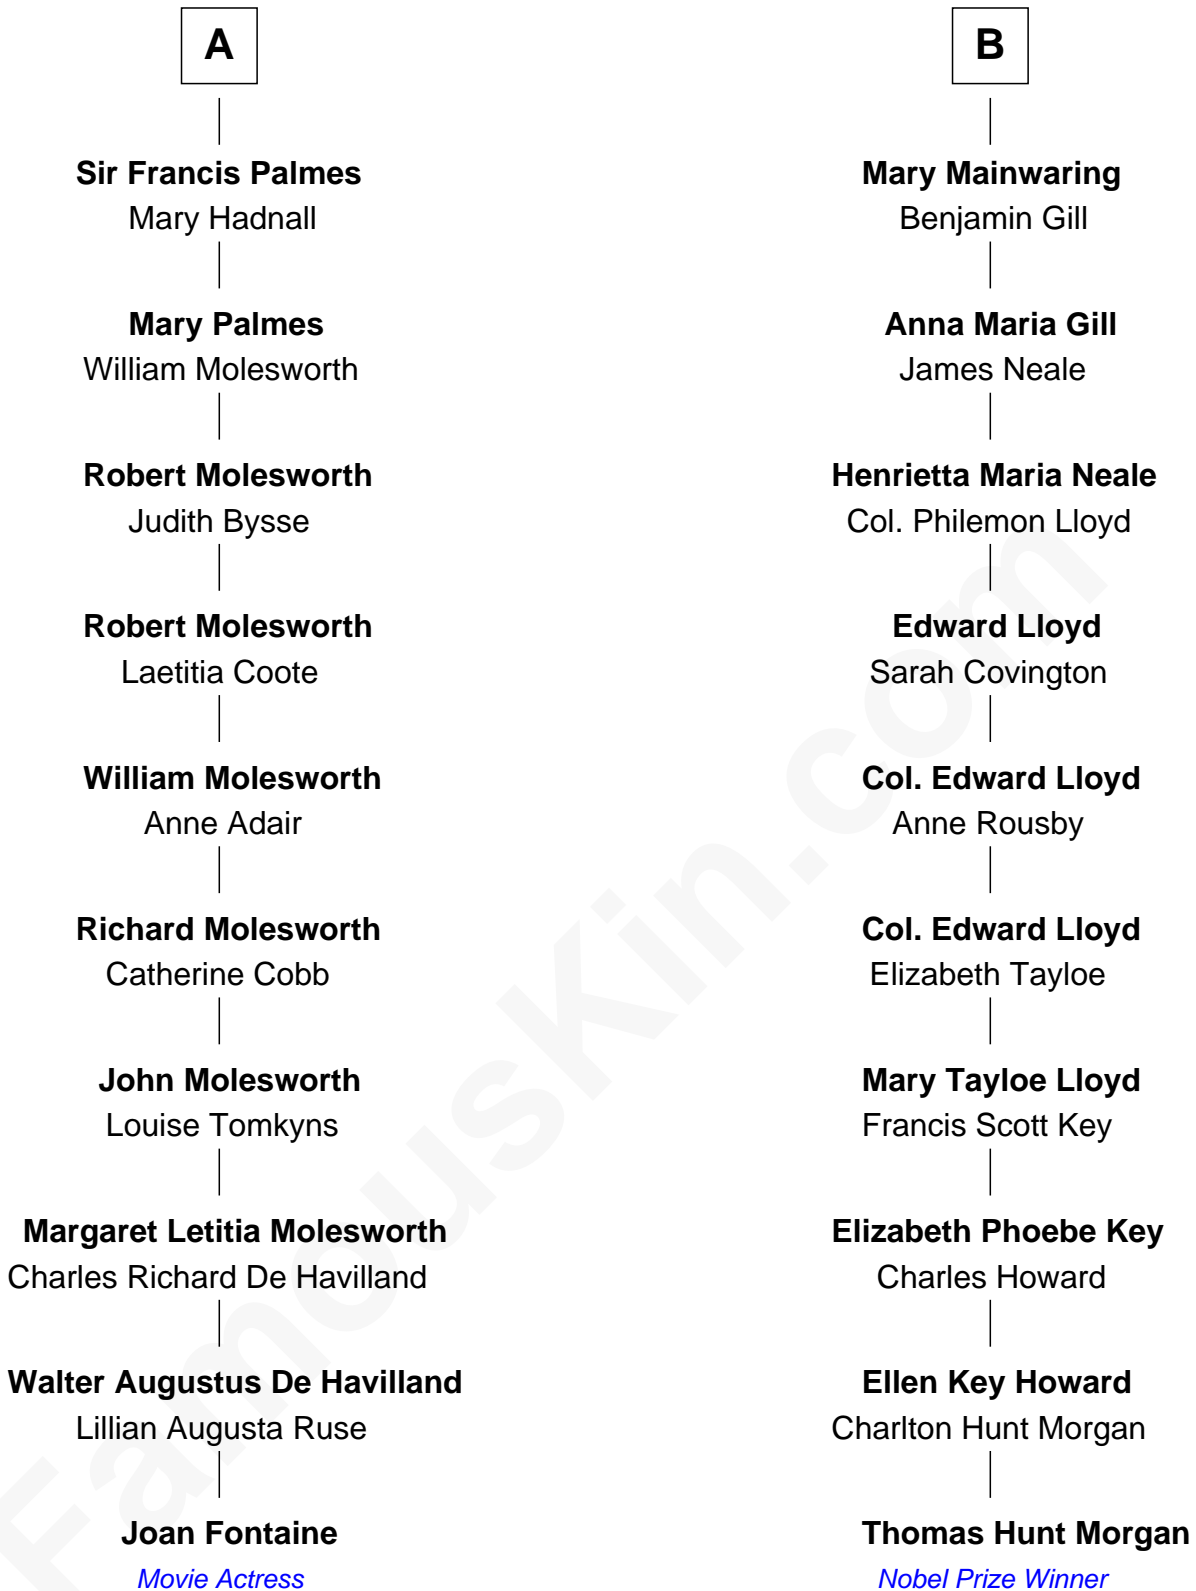 A
Sir Francis Palmes
Mary Hadnall
Mary Palmes
William Molesworth
Robert Molesworth
Judith Bysse
Robert Molesworth
Laetitia Coote
William Molesworth
Anne Adair
Richard Molesworth
Catherine Cobb
John Molesworth
Louise Tomkyns
Margaret Letitia Molesworth
Charles Richard De Havilland
Walter Augustus De Havilland
Lillian Augusta Ruse
Joan Fontaine
Movie Actress
B
Mary Mainwaring
Benjamin Gill
Anna Maria Gill
James Neale
Henrietta Maria Neale
Col. Philemon Lloyd
Edward Lloyd
Sarah Covington
Col. Edward Lloyd
Anne Rousby
Col. Edward Lloyd
Elizabeth Tayloe
Mary Tayloe Lloyd
Francis Scott Key
Elizabeth Phoebe Key
Charles Howard
Ellen Key Howard
Charlton Hunt Morgan
Thomas Hunt Morgan
Nobel Prize Winner
FamousKin.com